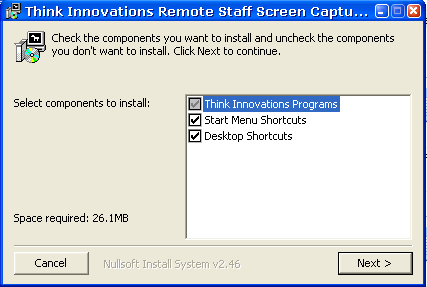 Think Innovations Remote Staff Screen Captu...
Check the components you want to install and uncheck the components
you don't want to install. Click Next to continue.
Select components to install:
Think Innovations Programs
Start Menu Shortcuts
Desktop Shortcuts
Space required: 26.1MB
Cancel
Nullsoft Install System v2.46
Next >